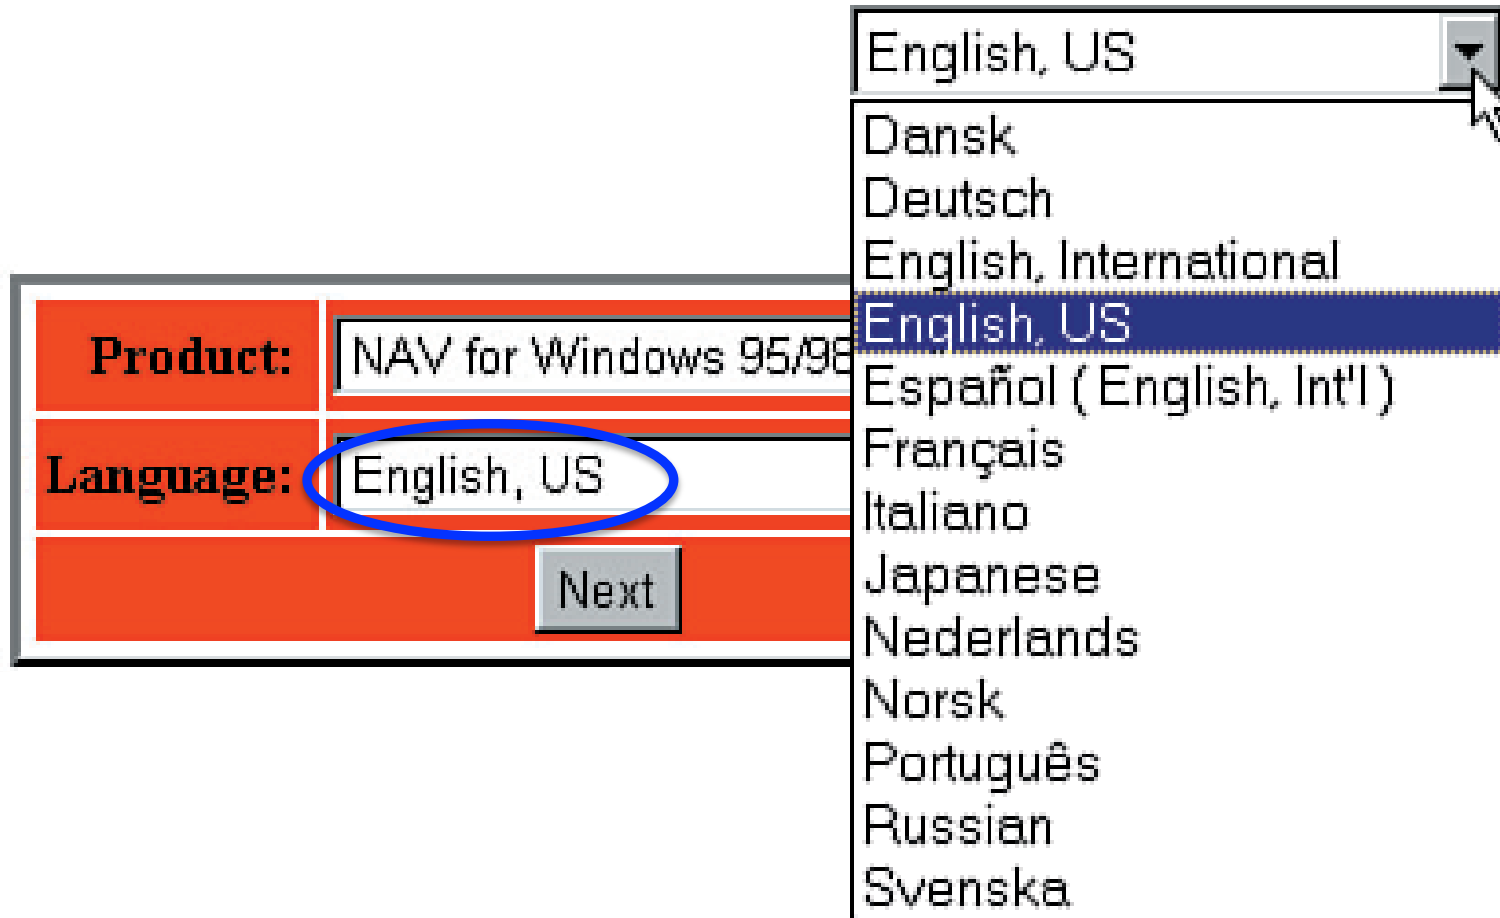 English, US
Dansk
Deutsch
English, International
English, US
Español ( English, Int'l )
Français
Italiano
Japanese
Nederlands
Norsk
Português
Russian
Svenska
Product: NAV for Windows 95/98
Language: English, US
Next